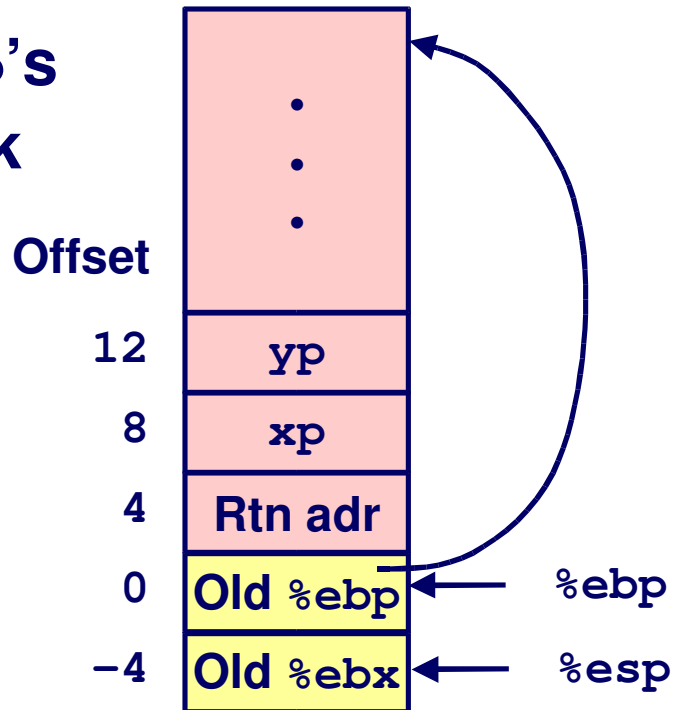 's
Offset
12 yp
8 xp
4 Rtn adr
0 Old %ebp %ebp
-4 Old %ebx %esp